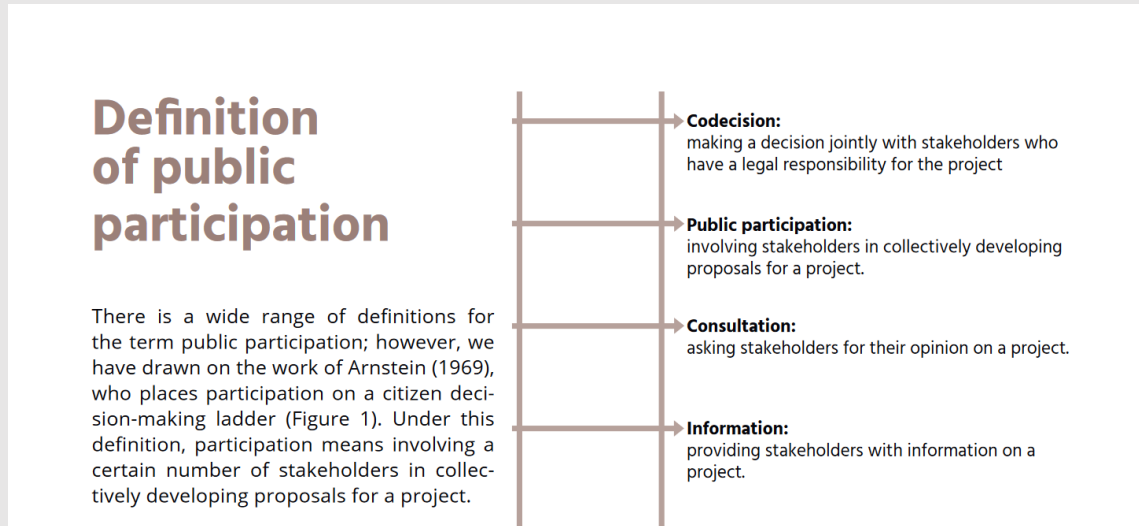 Definition
of public
participation
There is a wide range of definitions for
the term public participation; however, we
have drawn on the work of Arnstein (1969),
who places participation on a citizen deci-
sion-making ladder (Figure 1). Under this
definition, participation means involving a
certain number of stakeholders in collec-
tively developing proposals for a project.
Codecision:
making a decision jointly with stakeholders who
have a legal responsibility for the project
Public participation:
involving stakeholders in collectively developing
proposals for a project.
Consultation:
asking stakeholders for their opinion on a project.
Information:
providing stakeholders with information on a
project.